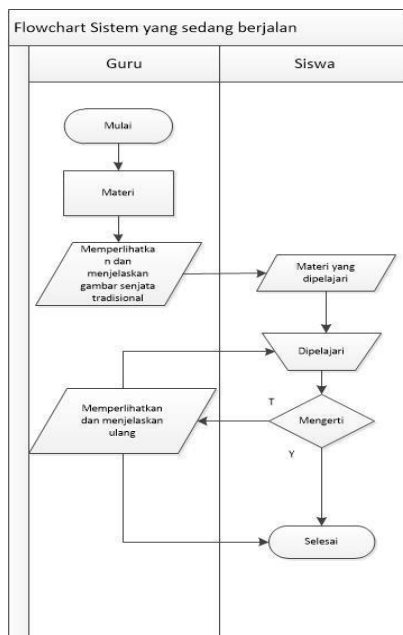 Flowchart Sistem yang sedang berjalan
Guru
Siswa
Mulai
Materi
Memperlihatka
n dan
menjelaskan
gambar senjata
tradisional
Materi yang
dipelajari
Dipelajari
Memperlihatkan
dan menjelaskan
ulang
T
Mengerti
Y
Selesai